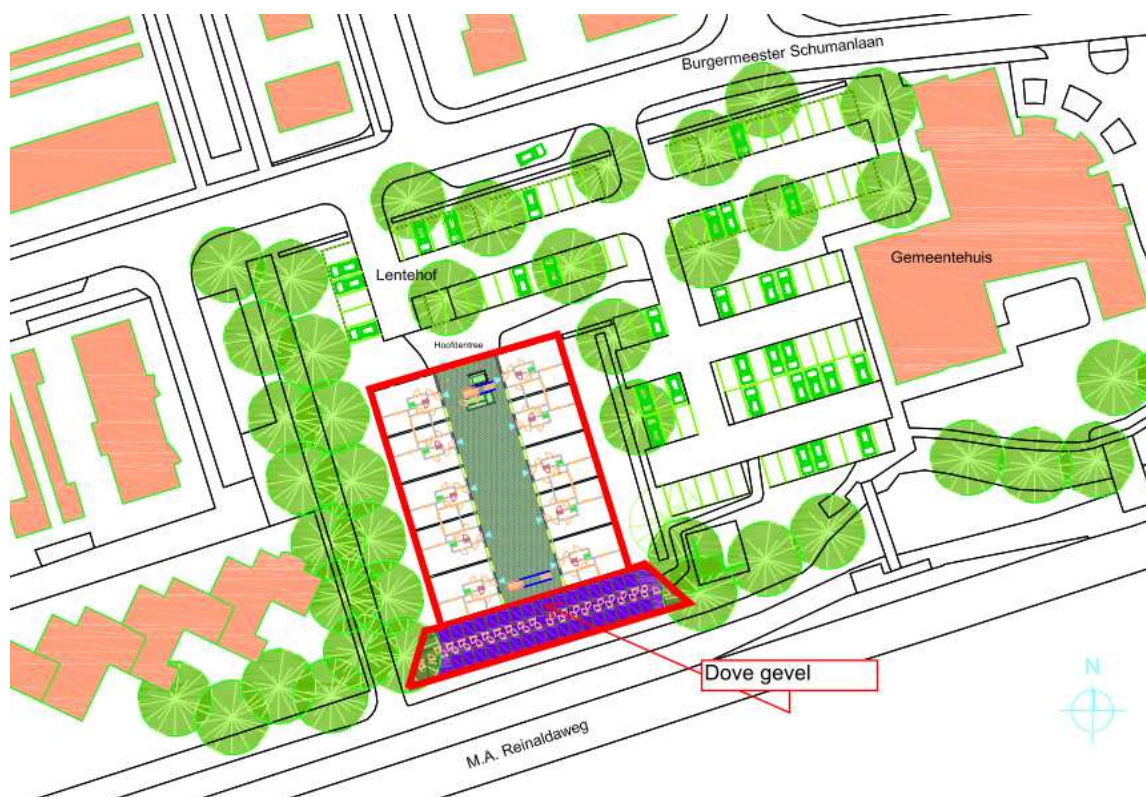 Burgermeester Schumanlaan
Gemeentehuis
Lentehof
Hoofdentree
Dove gevel
N
M.A. Reinaldaweg